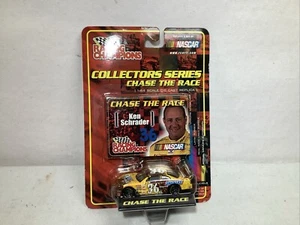 RACING
CHAMPIONS
NASCAR
COLLECTORS SERIES
CHASE THE RACE
CHASE THE RACE
Ken
Schrader
36
NASCAR
RACING
CHAMPIONS
36
CHASE THE RACE